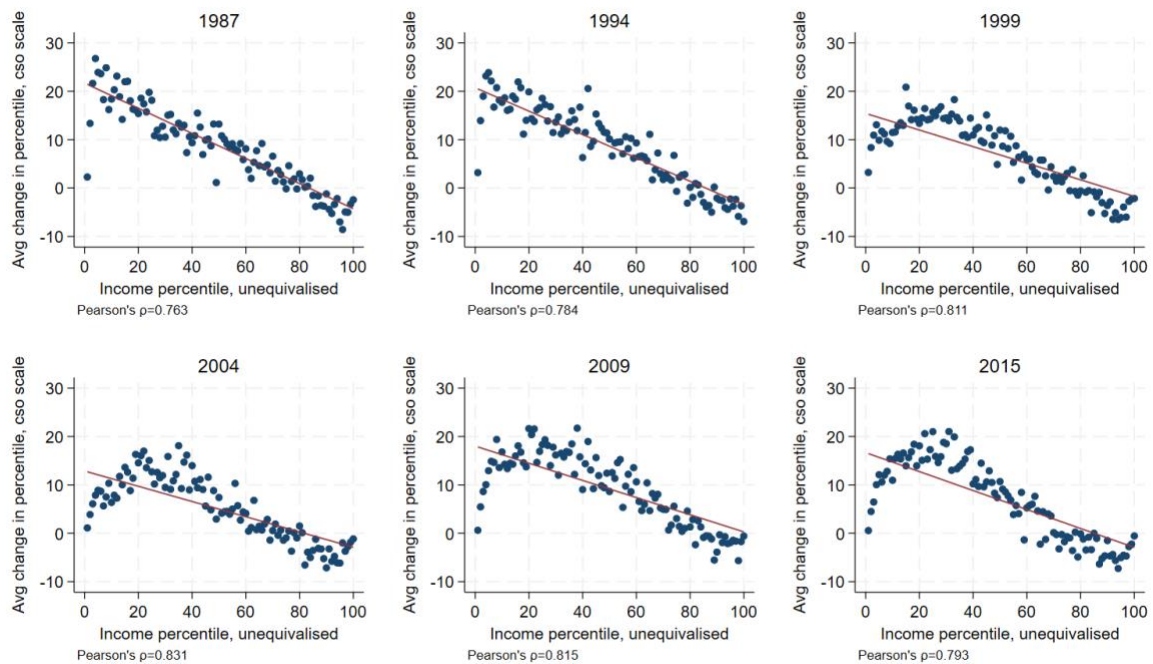 1987
Avg change in percentile, cso scale
30
20
10
0
-10
0 20 40 60 80 100
Income percentile, unequivalised
Pearson's ρ=0.763
1994
Avg change in percentile, cso scale
30
20
10
0
-10
0 20 40 60 80 100
Income percentile, unequivalised
Pearson's ρ=0.784
1999
Avg change in percentile, cso scale
30
20
10
0
-10
0 20 40 60 80 100
Income percentile, unequivalised
Pearson's ρ=0.811
2004
Avg change in percentile, cso scale
30
20
10
0
-10
0 20 40 60 80 100
Income percentile, unequivalised
Pearson's ρ=0.831
2009
Avg change in percentile, cso scale
30
20
10
0
-10
0 20 40 60 80 100
Income percentile, unequivalised
Pearson's ρ=0.815
2015
Avg change in percentile, cso scale
30
20
10
0
-10
0 20 40 60 80 100
Income percentile, unequivalised
Pearson's ρ=0.793